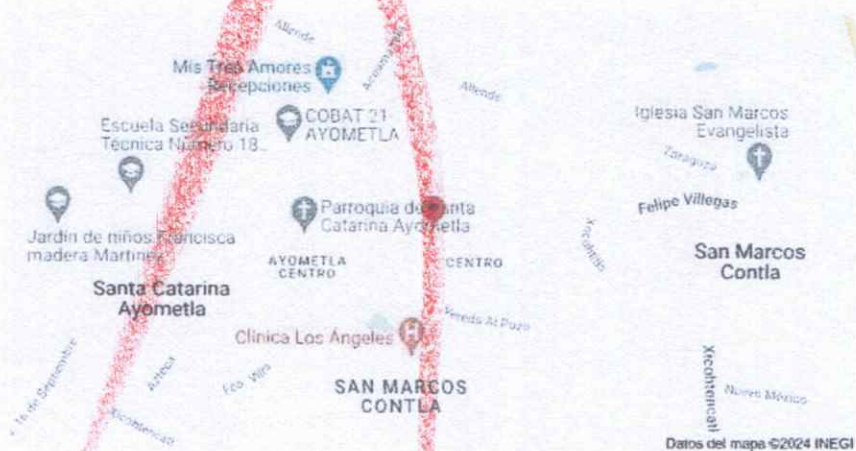 Allende
Mis Tres Amores
Recepciones
Allende
COBAT 21
AYOMETLA
Escuela Secundaria
Técnica Número 18..
Iglesia San Marcos
Evangelista
Zaragoza
Felipe Villegas
Parroquia de Santa
Catarina Ayometla
Jardín de niños Francisca
madera Martínez
AYOMETLA
CENTRO
CENTRO
San Marcos
Contla
Santa Catarina
Ayometla
Clínica Los Ángeles
Vereda Al Pozo
16 de Septiembre
Azteca
Fco. Villa
SAN MARCOS
CONTLA
Xicohtencatl
Xicohtencatl
Nuevo México
Datos del mapa ©2024 INEGI